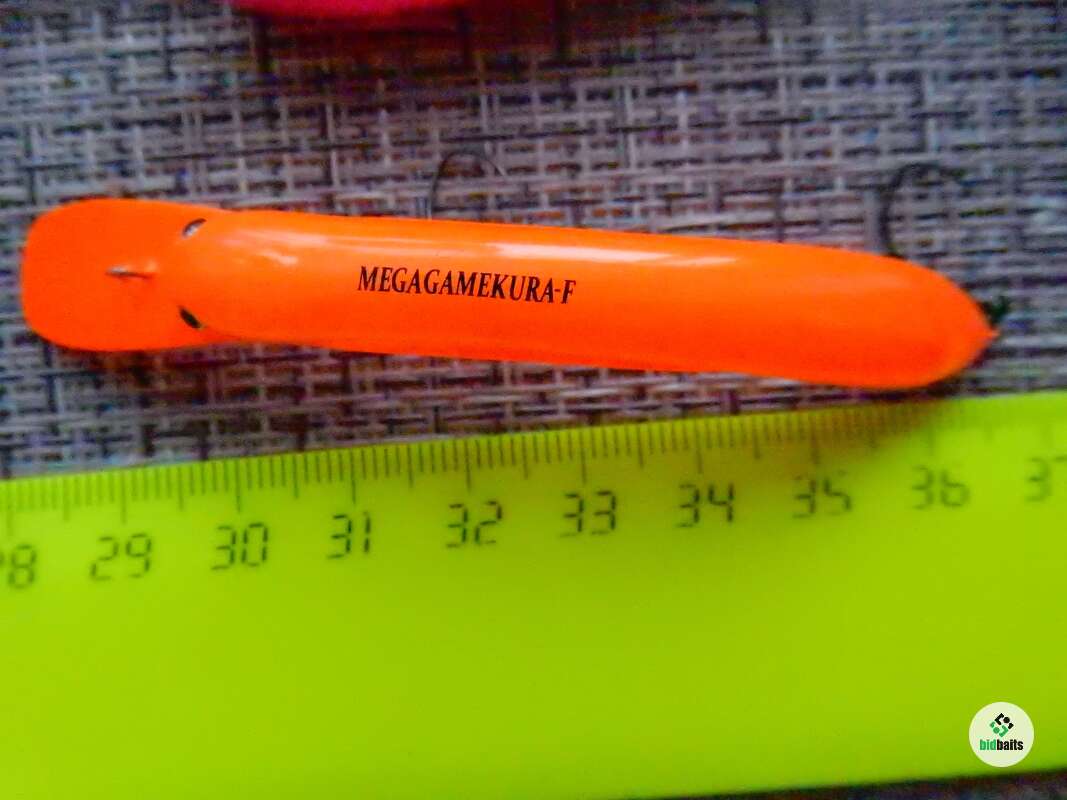 MEGAGAMEKURA-F
28 29 30 31 32 33 34 35 36 37
bidbaits